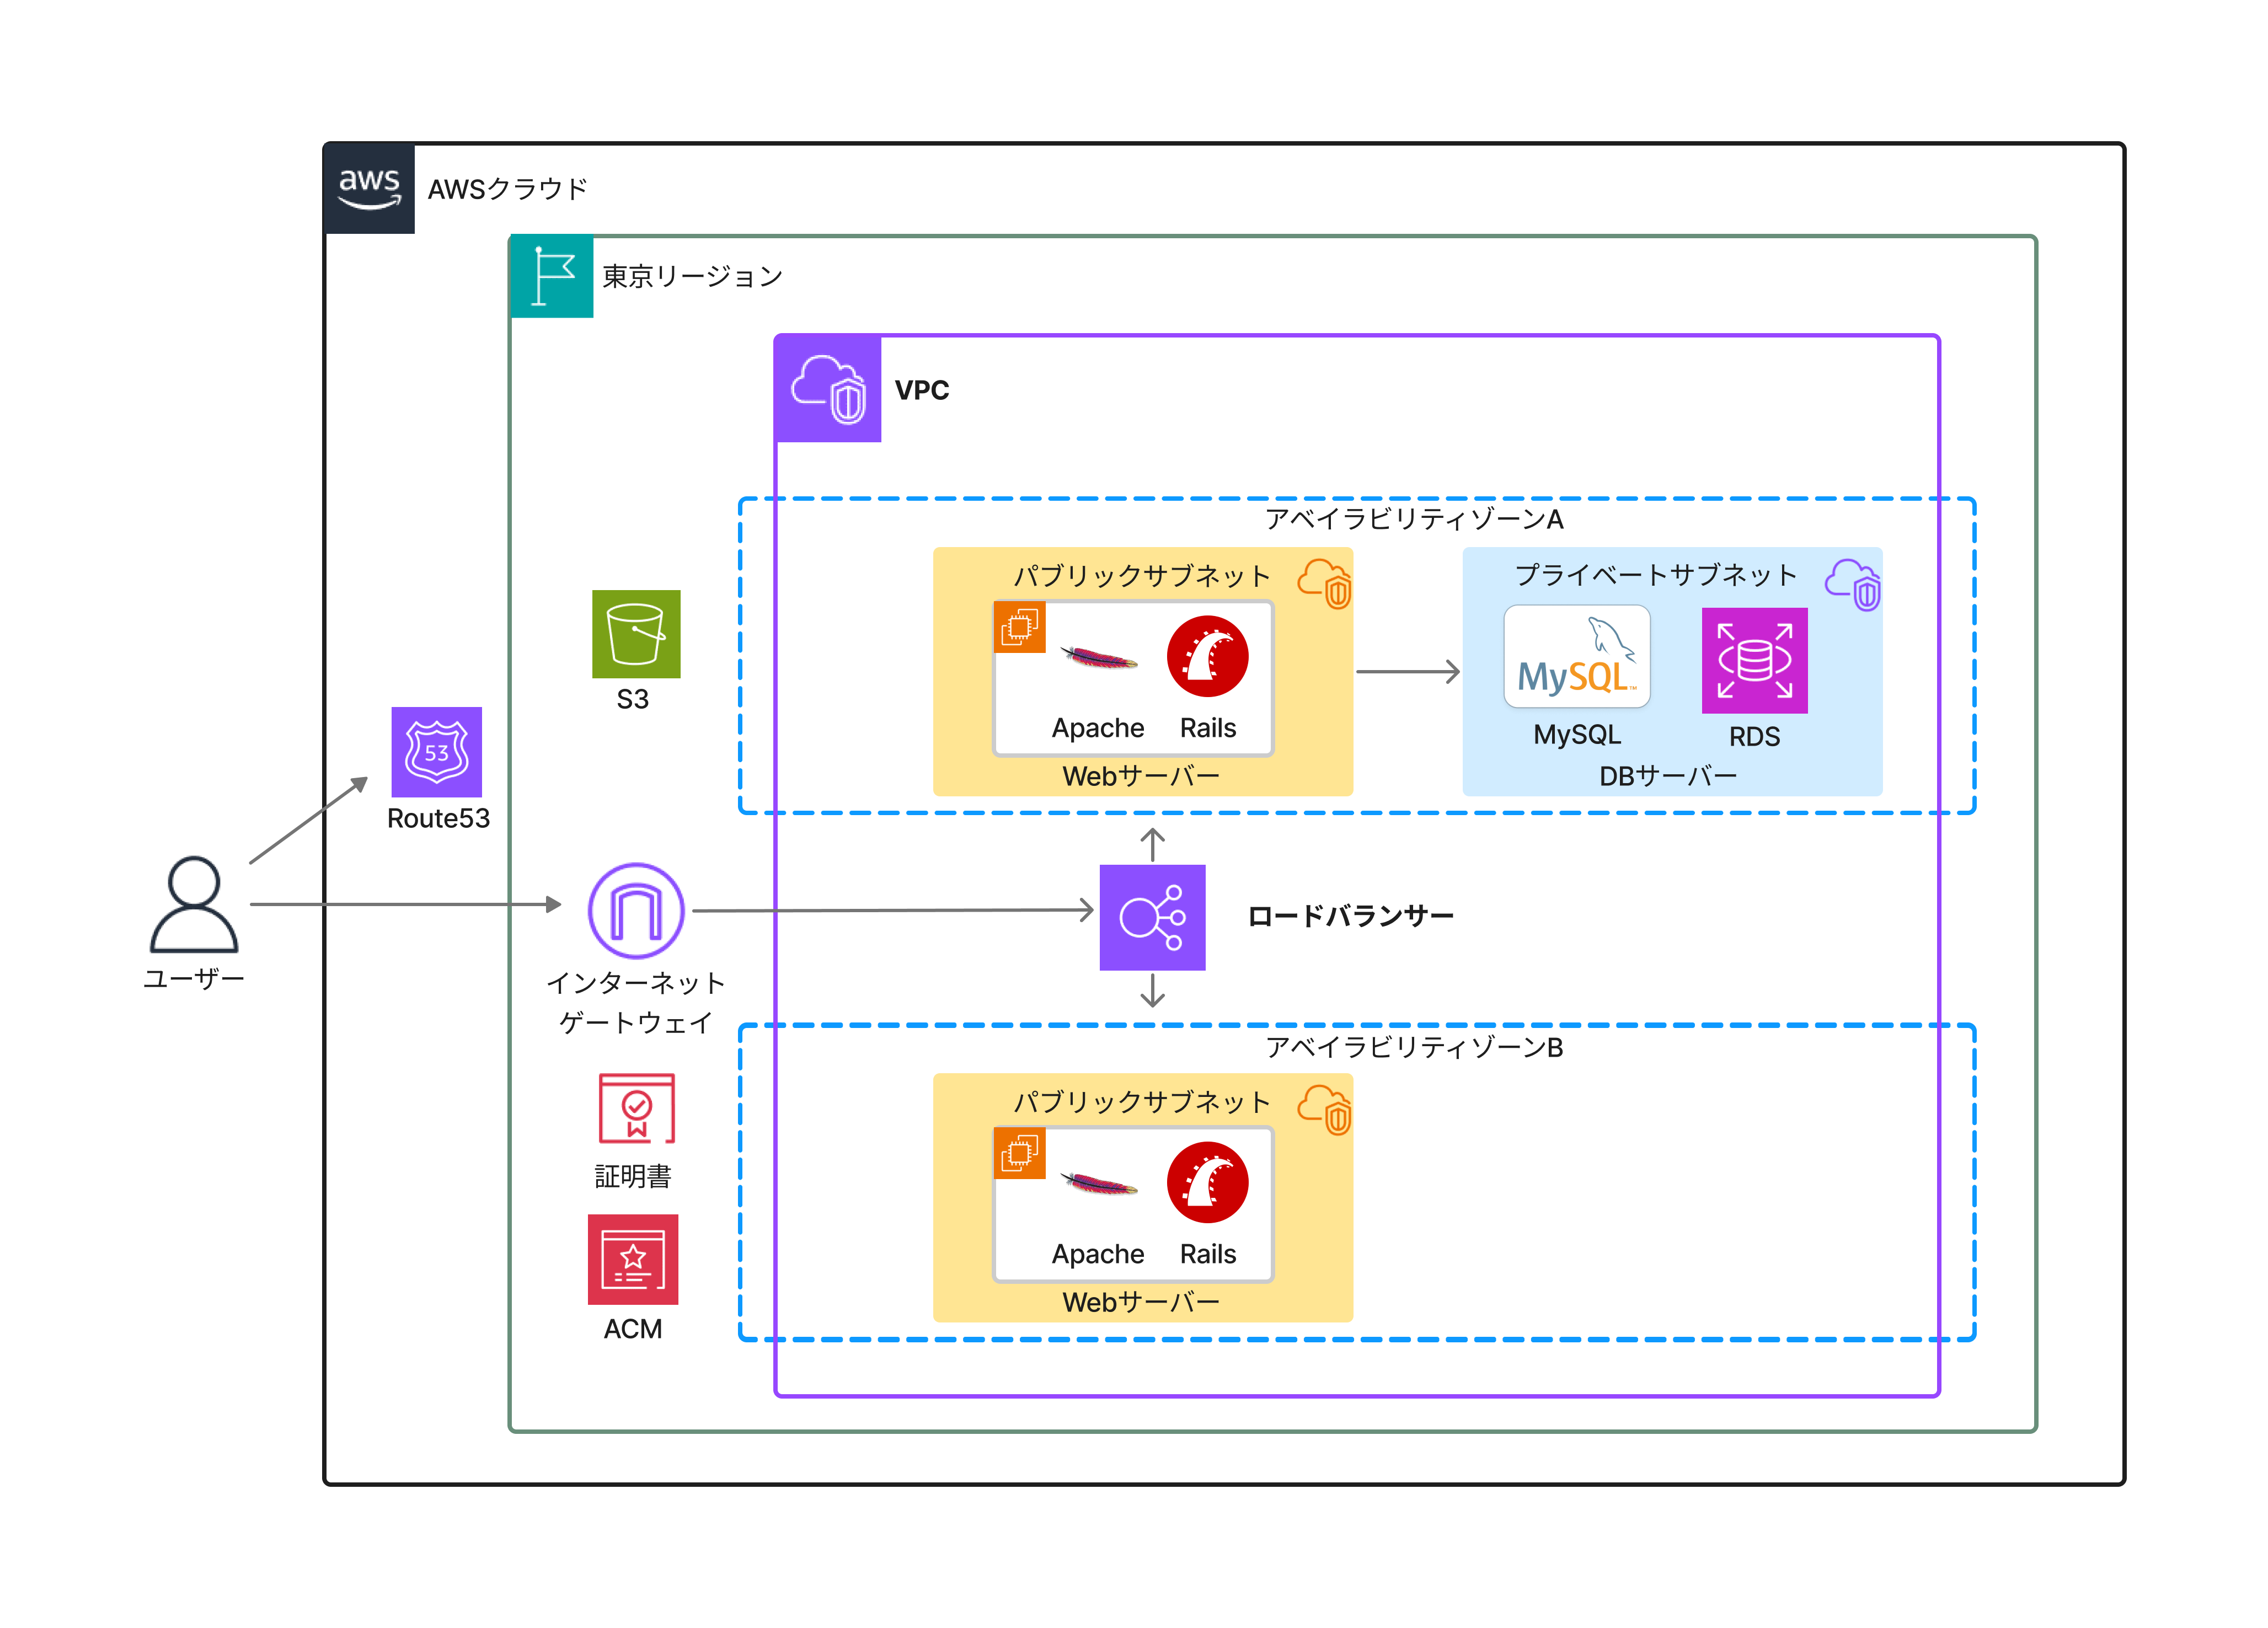 aws
AWSクラウド
東京リージョン
VPC
アベイラビリティゾーンA
パブリックサブネット
Apache
Rails
Webサーバー
プライベートサブネット
MySQL™
MySQL
RDS
DBサーバー
S3
53
Route53
ユーザー
インターネット
ゲートウェイ
ロードバランサー
証明書
ACM
アベイラビリティゾーンB
パブリックサブネット
Apache
Rails
Webサーバー